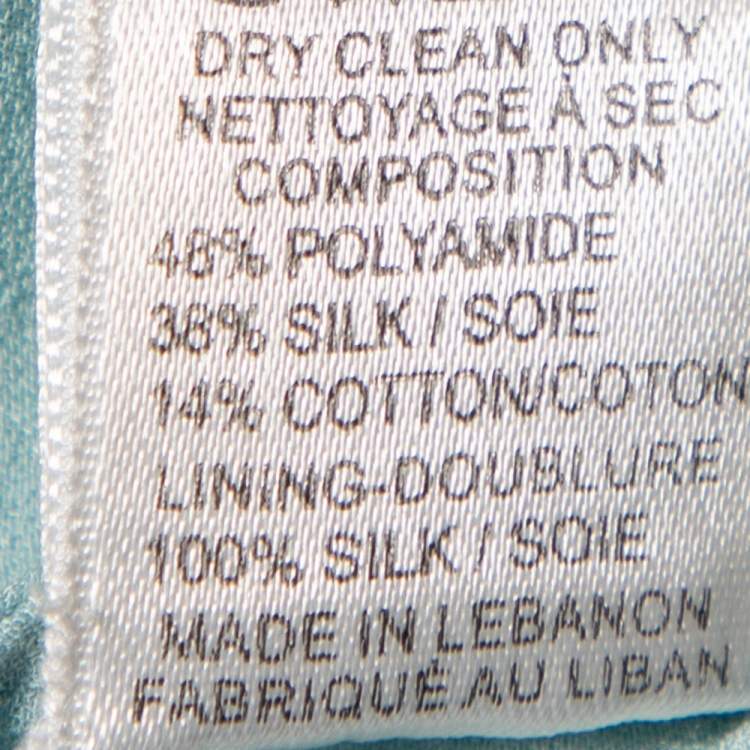 DRY CLEAN ONLY
NETTOYAGE À SEC
COMPOSITION
48% POLYAMIDE
38% SILK / SOIE
14% COTTON/COTON
LINING-DOUBLURE
100% SILK / SOIE
MADE IN LEBANON
FABRIQUÉ AU LIBAN